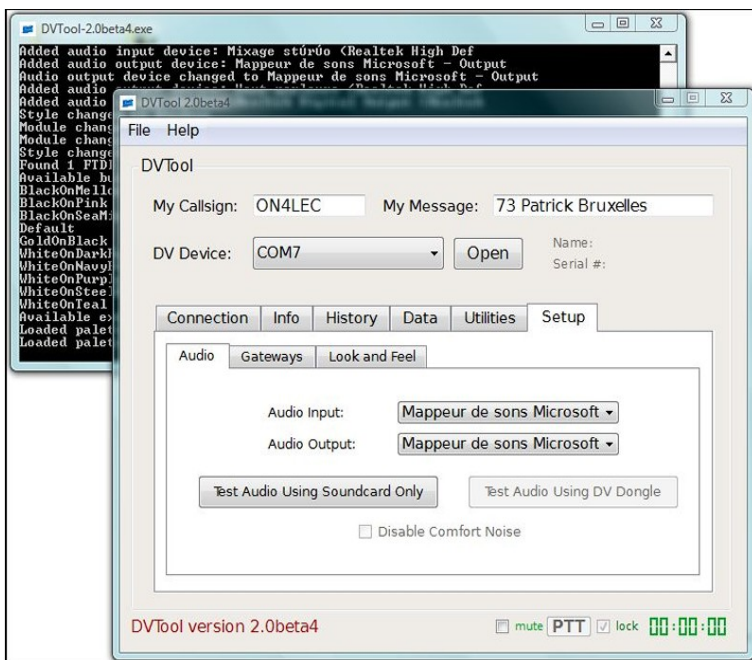 DVTool-2.0beta4.exe
Added audio input device: Mixage stúrúo (Realtek High Def
Added audio output device: Mappeur de sons Microsoft - Output
Audio output device changed to Mappeur de sons Microsoft - Output
Added audio
Added audio
Style change
Module chang
Module chang
Style change
Found 1 FTDI
Available bu
BlackOnMello
BlackOnPink
BlackOnSeaMi
Default
GoldOnBlack
WhiteOnDark
WhiteOnNavy
WhiteOnPurpl
WhiteOnStee
WhiteOnTeal
Available ex
Loaded palet
Loaded palet
DVTool 2.0beta4
File Help
DVTool
My Callsign: ON4LEC My Message: 73 Patrick Bruxelles
DV Device: COM7 Open Name:
Serial #:
Connection Info History Data Utilities Setup
Audio Gateways Look and Feel
Audio Input: Mappeur de sons Microsoft
Audio Output: Mappeur de sons Microsoft
Test Audio Using Soundcard Only Test Audio Using DV Dongle
Disable Comfort Noise
DVTool version 2.0beta4 mute PTT lock 00:00:00